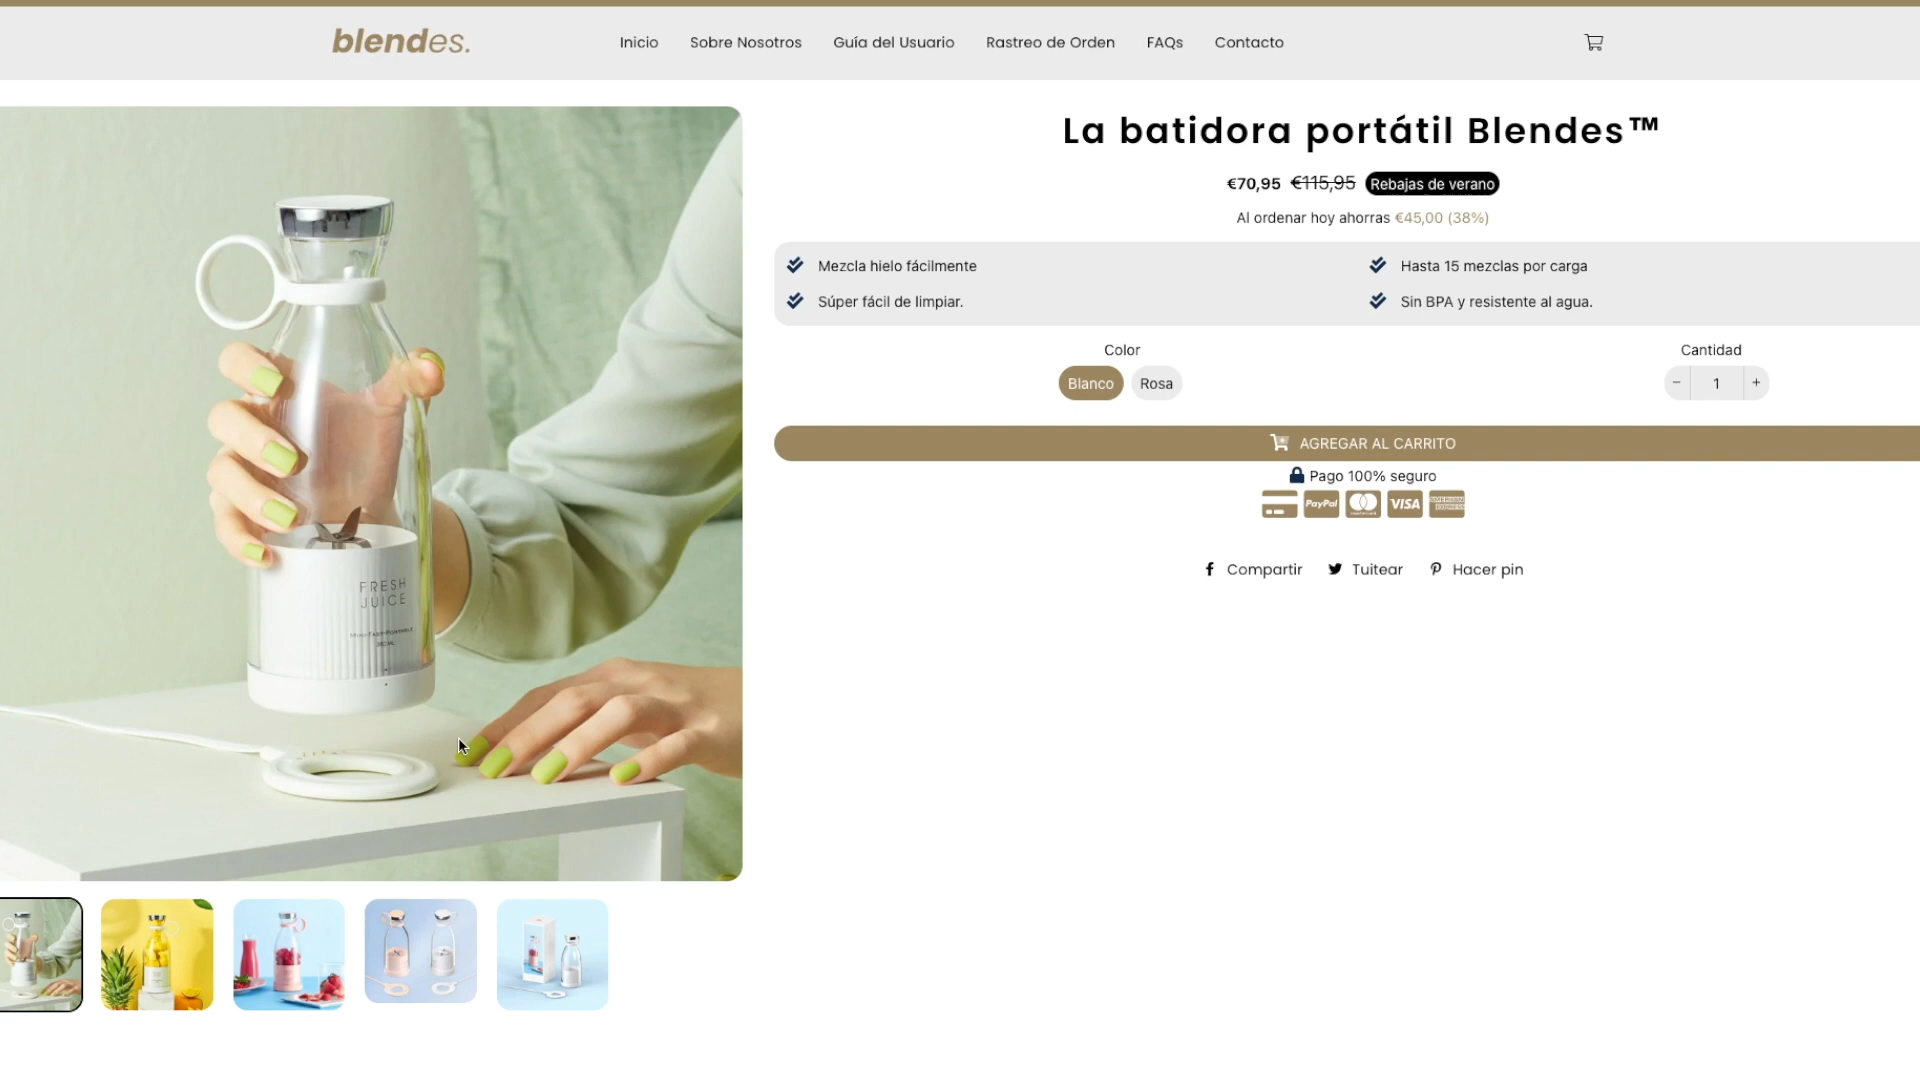 blendes.
Inicio Sobre Nosotros Guía del Usuario Rastreo de Orden FAQs Contacto
La batidora portátil Blendes™
€70,95 €115,95 Rebajas de verano
Al ordenar hoy ahorras €45,00 (38%)
Mezcla hielo fácilmente Hasta 15 mezclas por carga
Súper fácil de limpiar. Sin BPA y resistente al agua.
Color Cantidad
Blanco Rosa − 1 +
AGREGAR AL CARRITO
Pago 100% seguro
PayPal mastercard VISA AMERICAN EXPRESS
Compartir Tuitear Hacer pin
FRESH
JUICE